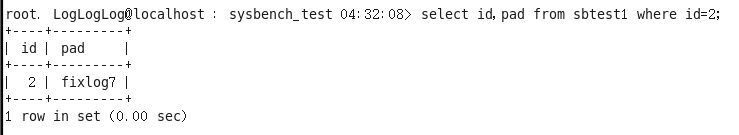 root. LogLogLog@localhost : sysbench_test 04:32:08> select id,pad from sbtest1 where id=2;
+----+---------+
| id | pad     |
+----+---------+
|  2 | fixlog7 |
+----+---------+
1 row in set (0.00 sec)